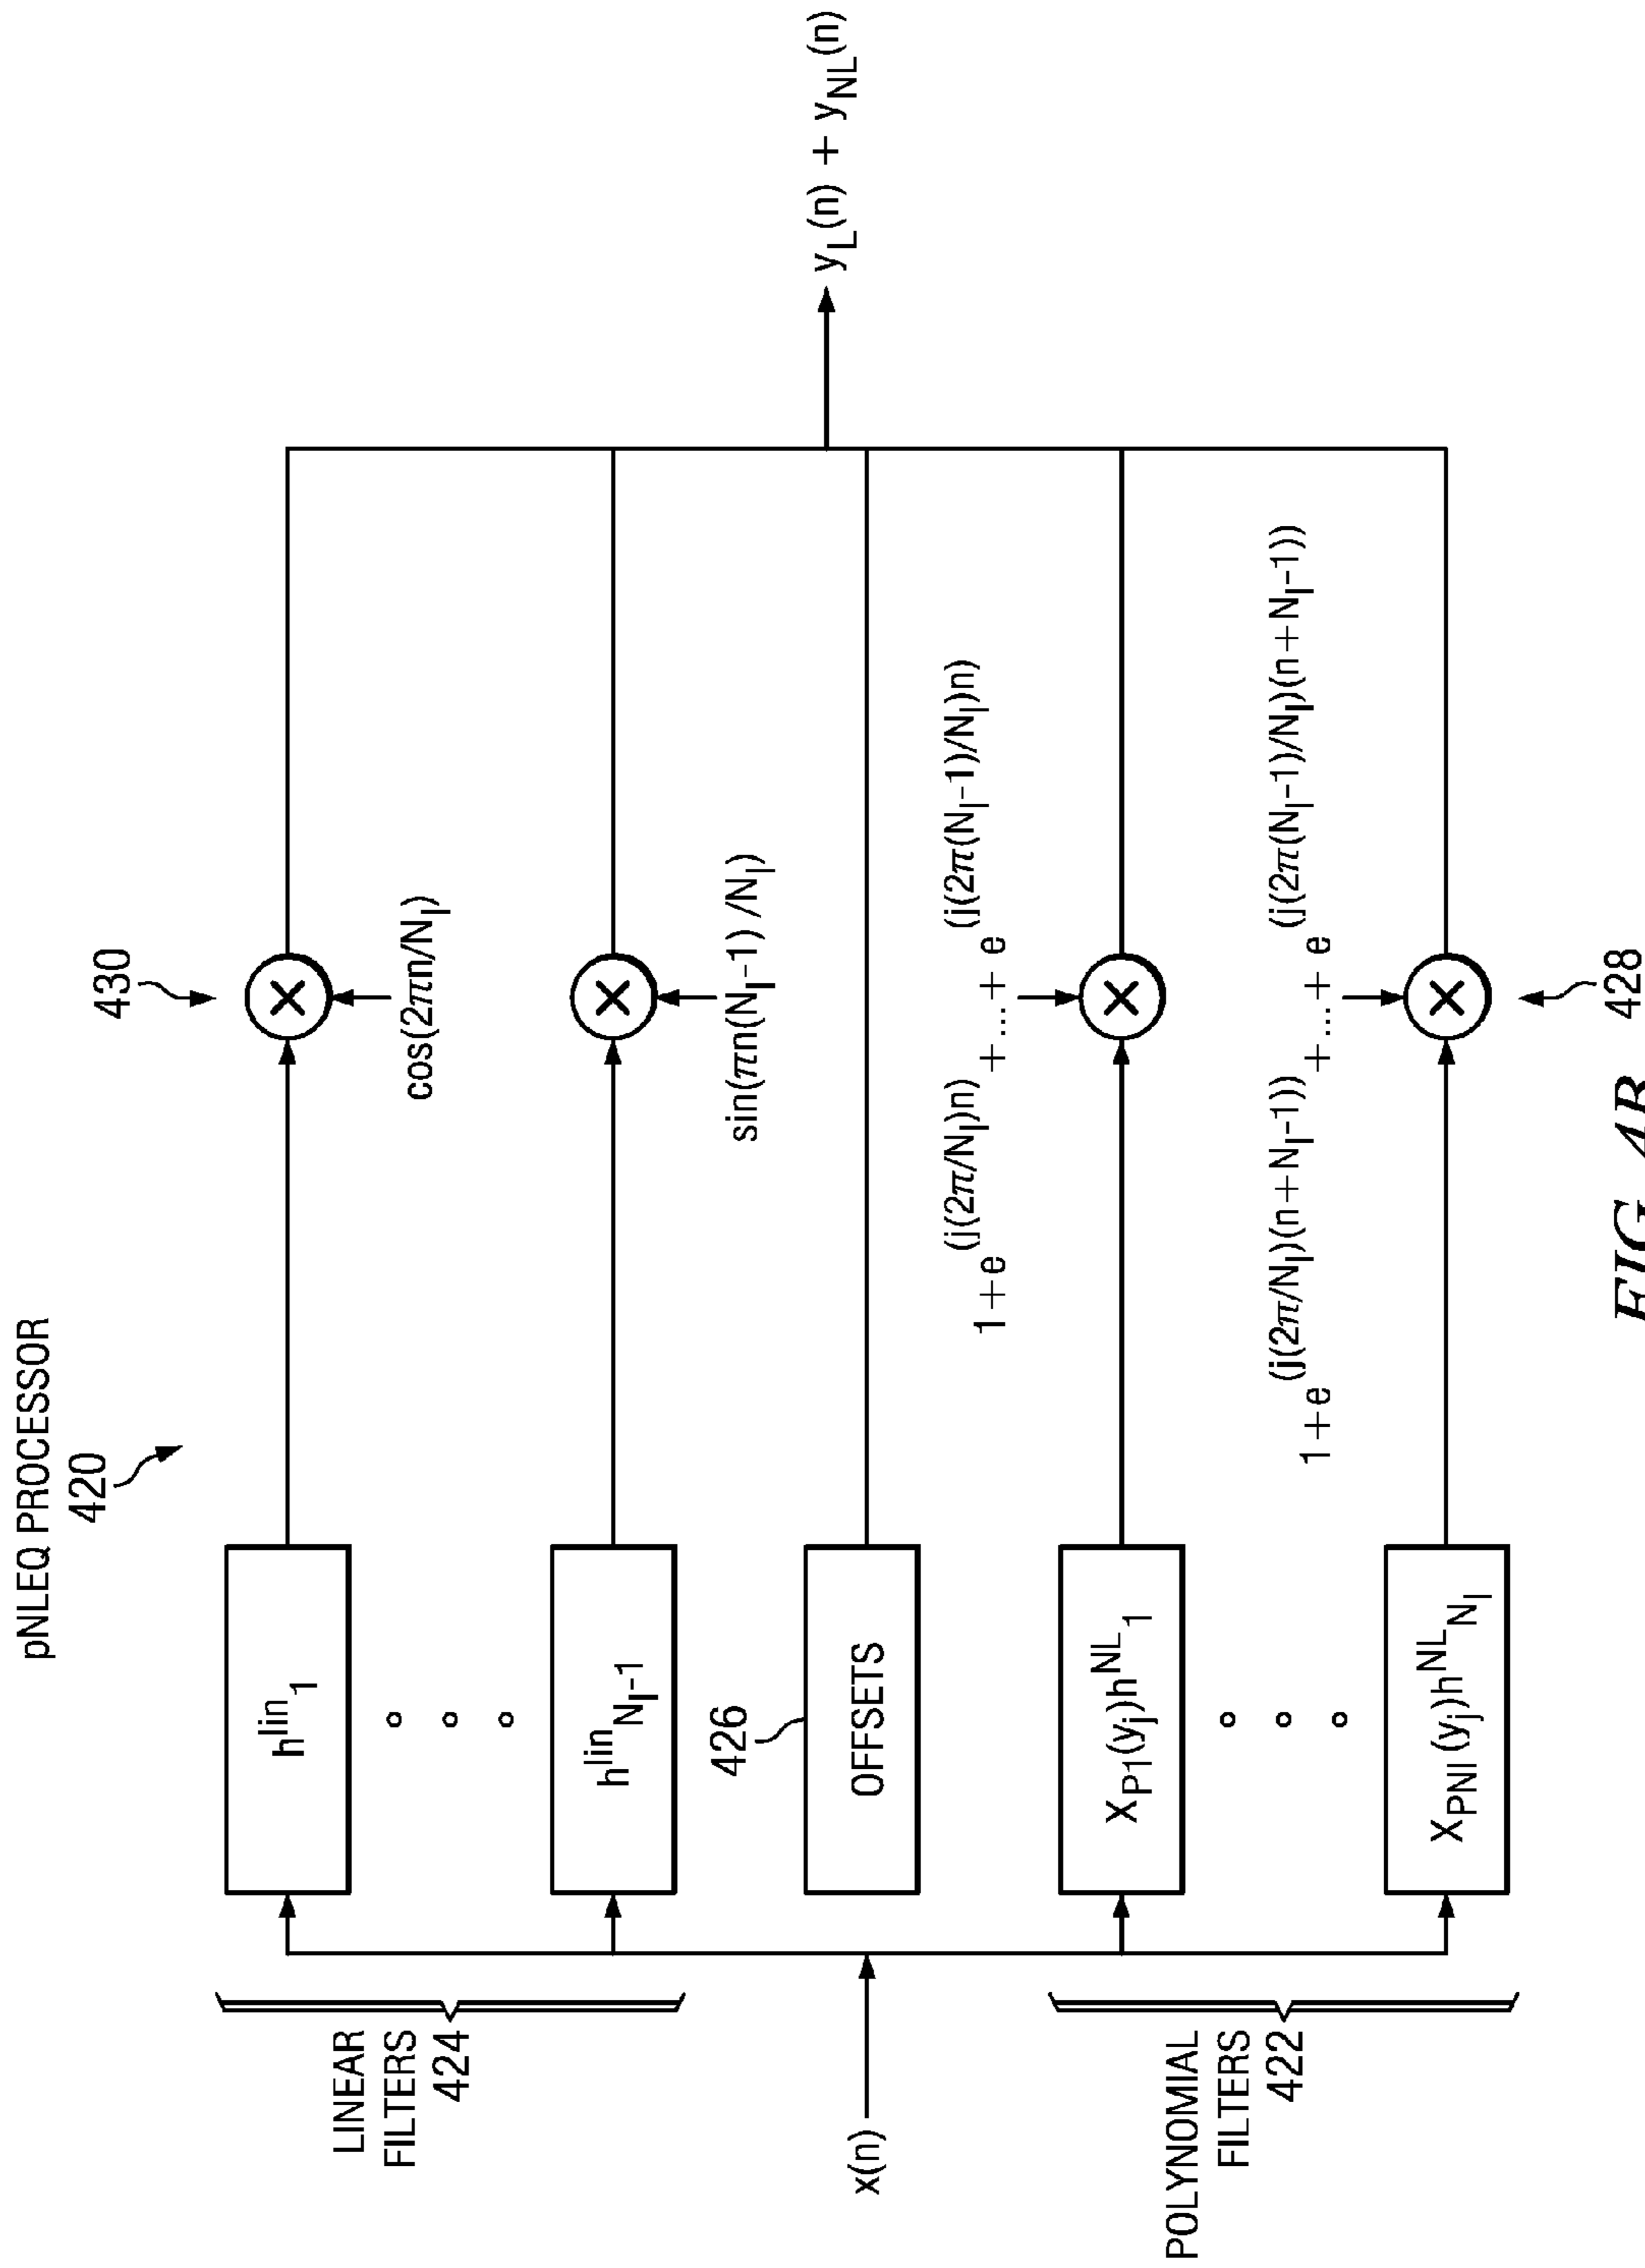 pNLEQ PROCESSOR
420
430
LINEAR
FILTERS
424
h^lin_1
cos(2πn/N_I)
h^lin_{N_I-1}
sin(πn(N_I-1) /N_I)
x(n)
426
OFFSETS
y_L(n) + y_NL(n)
POLYNOMIAL
FILTERS
422
X_P1(y_j)h^NL_1
1+e^(j(2π/N_I)n) +...+ e^(j(2π(N_I-1)/N_I)n)
X_PNI(y_j)h^NL_{N_I}
1+e^(j(2π/N_I)(n+N_I-1)) +...+ e^(j(2π(N_I-1)/N_I)(n+N_I-1))
428
FIG. 4B